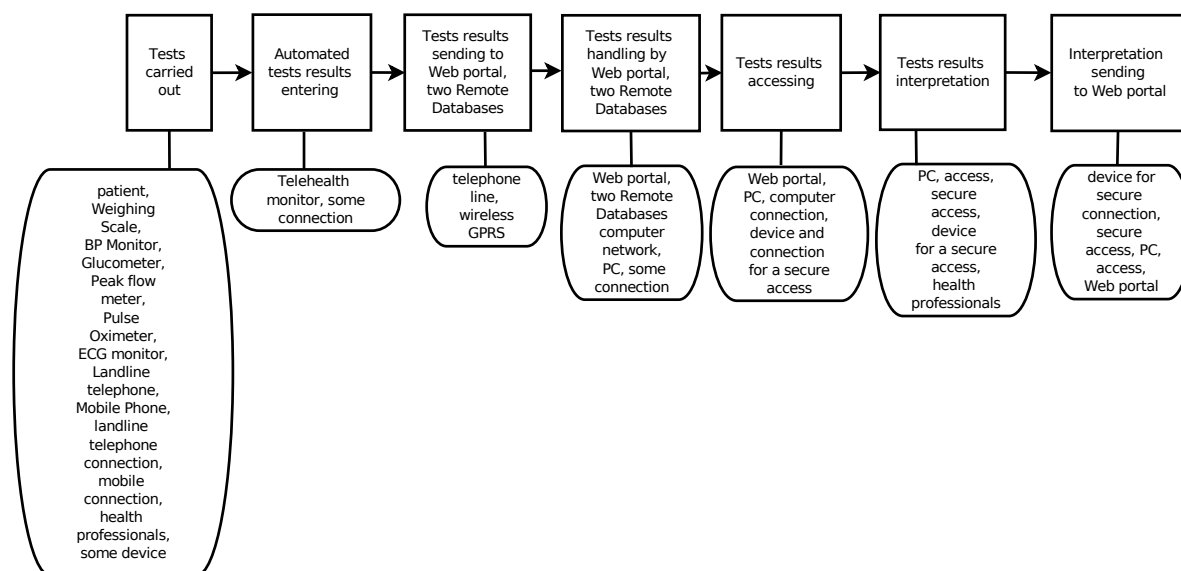 Tests
carried
out
Automated
tests results
entering
Tests results
sending to
Web portal,
two Remote
Databases
Tests results
handling by
Web portal,
two Remote
Databases
Tests results
accessing
Tests results
interpretation
Interpretation
sending
to Web portal
patient,
Weighing
Scale,
BP Monitor,
Glucometer,
Peak flow
meter,
Pulse
Oximeter,
ECG monitor,
Landline
telephone,
Mobile Phone,
landline
telephone
connection,
mobile
connection,
health
professionals,
some device
Telehealth
monitor, some
connection
telephone
line,
wireless
GPRS
Web portal,
two Remote
Databases
computer
network,
PC, some
connection
Web portal,
PC, computer
connection,
device and
connection
for a secure
access
PC, access,
secure
access,
device
for a secure
access,
health
professionals
device for
secure
connection,
secure
access, PC,
access,
Web portal